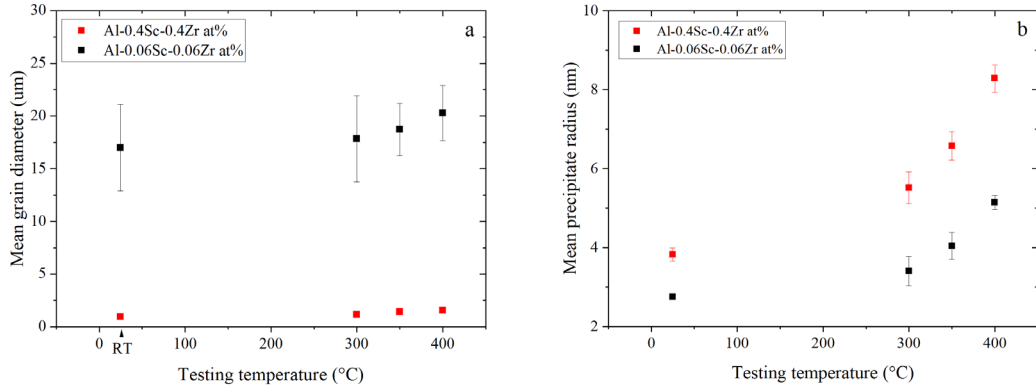 a
Al-0.4Sc-0.4Zr at%
Al-0.06Sc-0.06Zr at%
Mean grain diameter (um)
30
25
20
15
10
5
0
0 100 200 300 400
RT
Testing temperature (°C)
b
Al-0.4Sc-0.4Zr at%
Al-0.06Sc-0.06Zr at%
Mean precipitate radius (nm)
10
8
6
4
2
0 100 200 300 400
Testing temperature (°C)